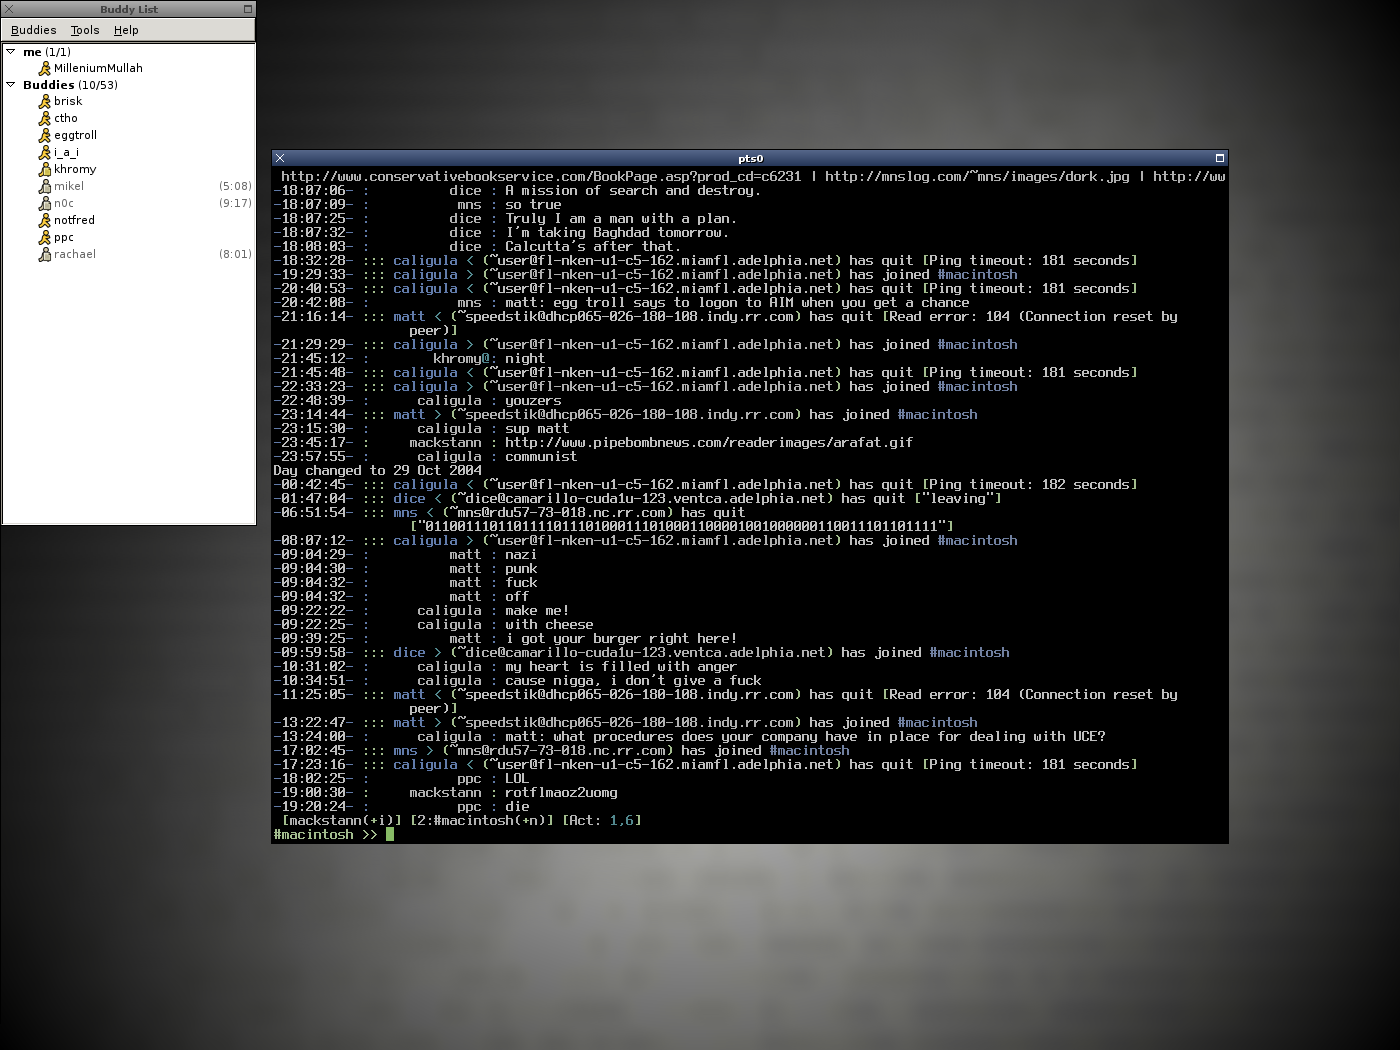 Buddy List
Buddies Tools Help
me (1/1)
MilleniumMullah
Buddies (10/53)
brisk
ctho
eggtroll
i_a_i
khromy
mikel (5:08)
n0c (9:17)
notfred
ppc
rachael (8:01)
pts0
http://www.conservativebookservice.com/BookPage.asp?prod_cd=c6231 | http://mnslog.com/~mns/images/dork.jpg | http://ww
-18:07:06- : dice : A mission of search and destroy.
-18:07:09- : mns : so true
-18:07:25- : dice : Truly I am a man with a plan.
-18:07:32- : dice : I'm taking Baghdad tomorrow.
-18:08:03- : dice : Calcutta's after that.
-18:32:28- ::: caligula < (~user@fl-nken-u1-c5-162.miamfl.adelphia.net) has quit [Ping timeout: 181 seconds]
-19:29:33- ::: caligula > (~user@fl-nken-u1-c5-162.miamfl.adelphia.net) has joined #macintosh
-20:40:53- ::: caligula < (~user@fl-nken-u1-c5-162.miamfl.adelphia.net) has quit [Ping timeout: 181 seconds]
-20:42:08- : mns : matt: egg troll says to logon to AIM when you get a chance
-21:16:14- ::: matt < (~speedstik@dhcp065-026-180-108.indy.rr.com) has quit [Read error: 104 (Connection reset by
peer)]
-21:29:29- ::: caligula > (~user@fl-nken-u1-c5-162.miamfl.adelphia.net) has joined #macintosh
-21:45:12- : khromy@: night
-21:45:48- ::: caligula < (~user@fl-nken-u1-c5-162.miamfl.adelphia.net) has quit [Ping timeout: 181 seconds]
-22:33:23- ::: caligula > (~user@fl-nken-u1-c5-162.miamfl.adelphia.net) has joined #macintosh
-22:48:39- : caligula : youzers
-23:14:44- ::: matt > (~speedstik@dhcp065-026-180-108.indy.rr.com) has joined #macintosh
-23:15:30- : caligula : sup matt
-23:45:17- : mackstann : http://www.pipebombnews.com/readerimages/arafat.gif
-23:57:55- : caligula : communist
Day changed to 29 Oct 2004
-00:42:45- ::: caligula < (~user@fl-nken-u1-c5-162.miamfl.adelphia.net) has quit [Ping timeout: 182 seconds]
-01:47:04- ::: dice < (~dice@camarillo-cuda1u-123.ventca.adelphia.net) has quit ["leaving"]
-06:51:54- ::: mns < (~mns@rdu57-73-018.nc.rr.com) has quit
["0110011101101111011101000111010001100001001000000110011101101111"]
-08:07:12- ::: caligula > (~user@fl-nken-u1-c5-162.miamfl.adelphia.net) has joined #macintosh
-09:04:29- : matt : nazi
-09:04:30- : matt : punk
-09:04:32- : matt : fuck
-09:04:32- : matt : off
-09:22:22- : caligula : make me!
-09:22:25- : caligula : with cheese
-09:39:25- : matt : i got your burger right here!
-09:59:58- ::: dice > (~dice@camarillo-cuda1u-123.ventca.adelphia.net) has joined #macintosh
-10:31:02- : caligula : my heart is filled with anger
-10:34:51- : caligula : cause nigga, i don't give a fuck
-11:25:05- ::: matt < (~speedstik@dhcp065-026-180-108.indy.rr.com) has quit [Read error: 104 (Connection reset by
peer)]
-13:22:47- ::: matt > (~speedstik@dhcp065-026-180-108.indy.rr.com) has joined #macintosh
-13:24:00- : caligula : matt: what procedures does your company have in place for dealing with UCE?
-17:02:45- ::: mns > (~mns@rdu57-73-018.nc.rr.com) has joined #macintosh
-17:23:16- ::: caligula < (~user@fl-nken-u1-c5-162.miamfl.adelphia.net) has quit [Ping timeout: 181 seconds]
-18:02:25- : ppc : LOL
-19:00:30- : mackstann : rotflmaoz2uomg
-19:20:24- : ppc : die
[mackstann(+i)] [2:#macintosh(+n)] [Act: 1,6]
#macintosh >>